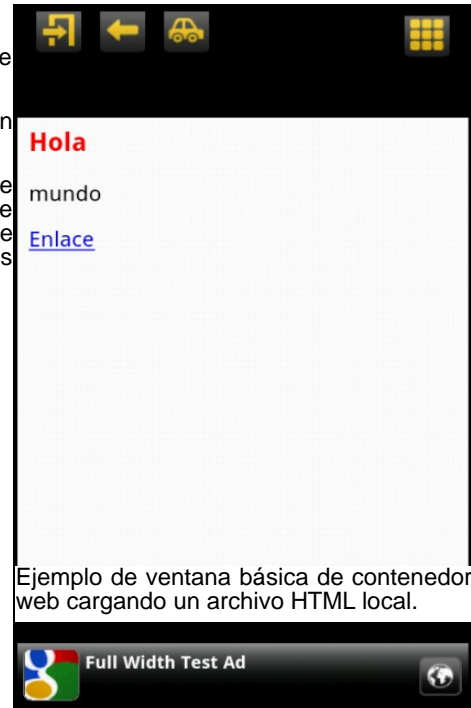 e
n
e
e
e
s
Hola
mundo
Enlace
Ejemplo de ventana básica de contenedor
web cargando un archivo HTML local.
Full Width Test Ad